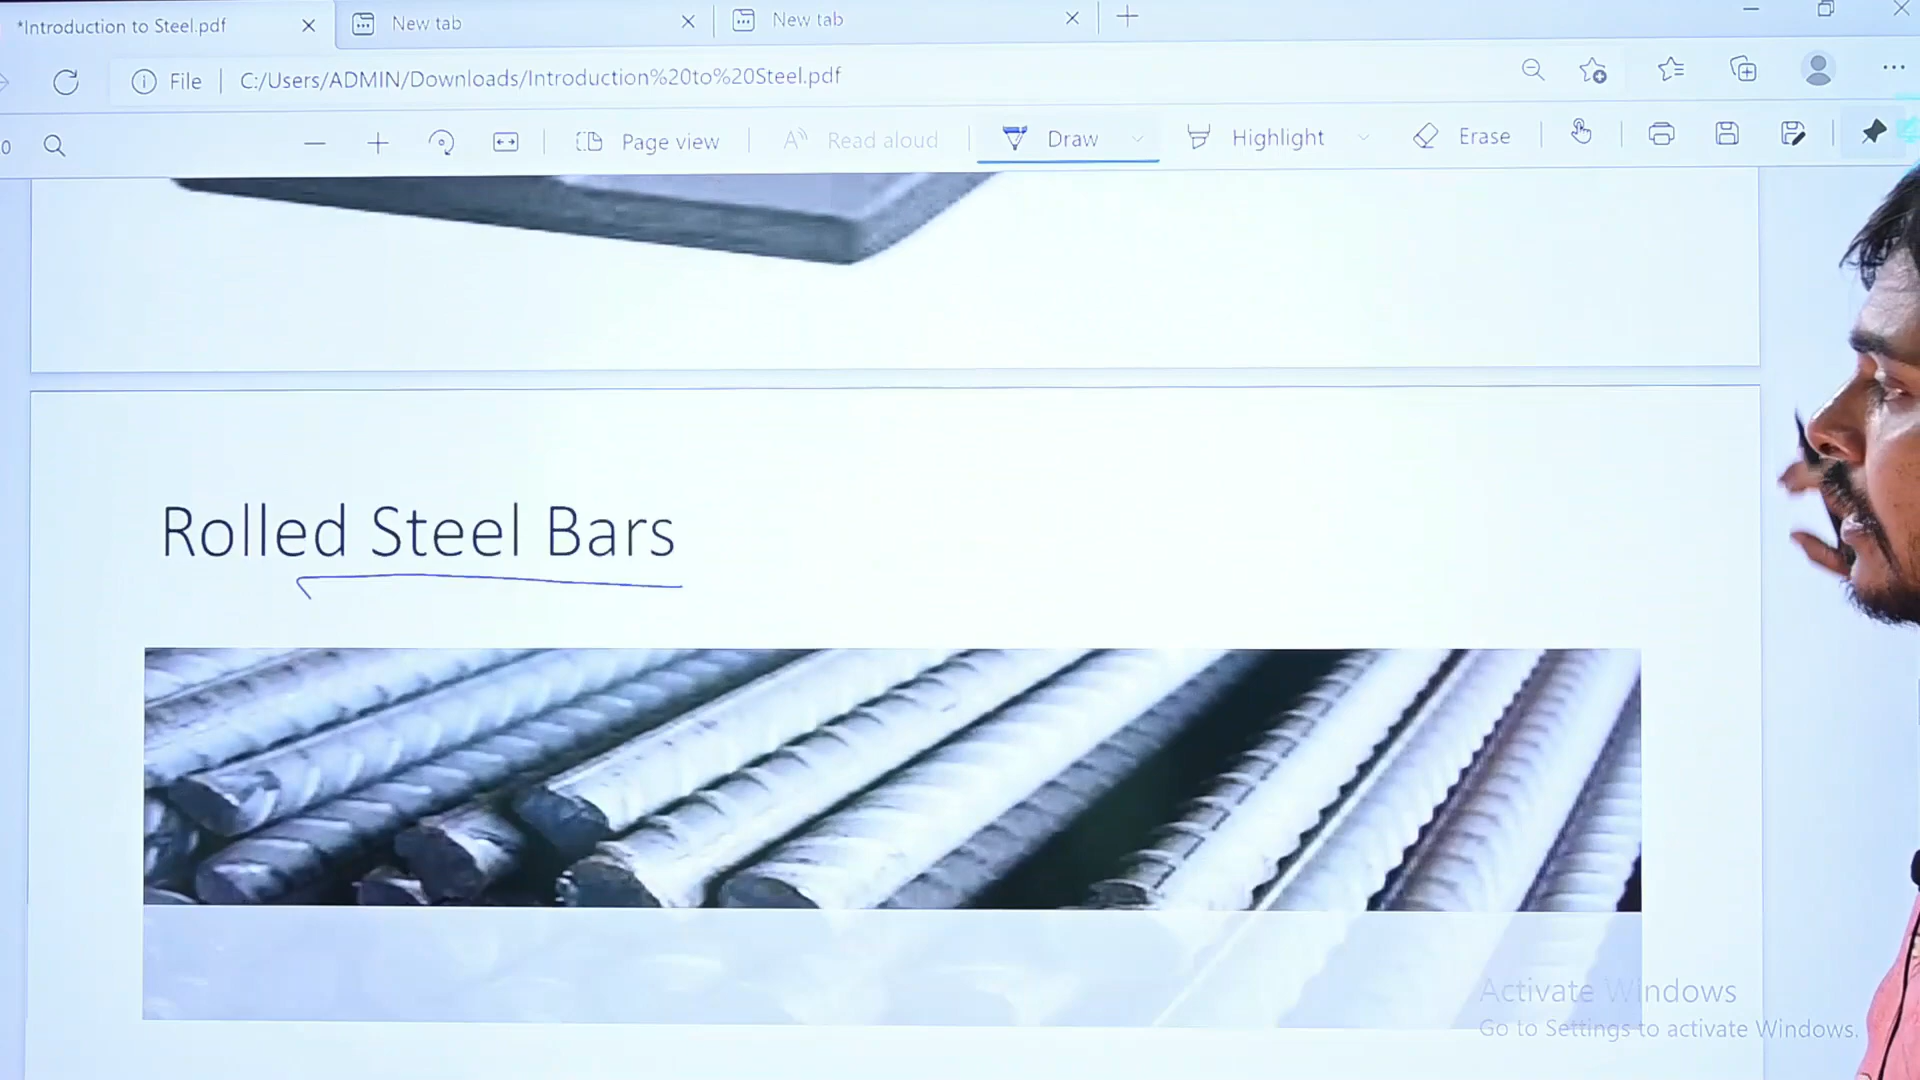 *Introduction to Steel.pdf
New tab
New tab
File
C:/Users/ADMIN/Downloads/Introduction%20to%20Steel.pdf
0
Page view
Read aloud
Draw
Highlight
Erase
Rolled Steel Bars
Activate Windows
Go to Settings to activate Windows.